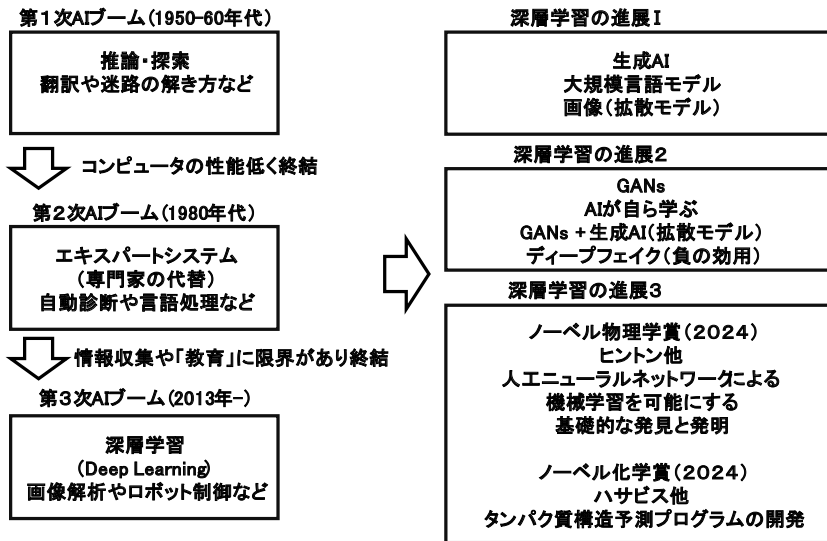 第1次AIブーム(1950-60年代)
推論・探索
翻訳や迷路の解き方など
コンピュータの性能低く終結
第2次AIブーム(1980年代)
エキスパートシステム
(専門家の代替)
自動診断や言語処理など
情報収集や「教育」に限界があり終結
第3次AIブーム(2013年-)
深層学習
(Deep Learning)
画像解析やロボット制御など
深層学習の進展I
生成AI
大規模言語モデル
画像(拡散モデル)
深層学習の進展2
GANs
AIが自ら学ぶ
GANs + 生成AI(拡散モデル)
ディープフェイク(負の効用)
深層学習の進展3
ノーベル物理学賞(2024)
ヒントン他
人工ニューラルネットワークによる
機械学習を可能にする
基礎的な発見と発明
ノーベル化学賞(2024)
ハサビス他
タンパク質構造予測プログラムの開発